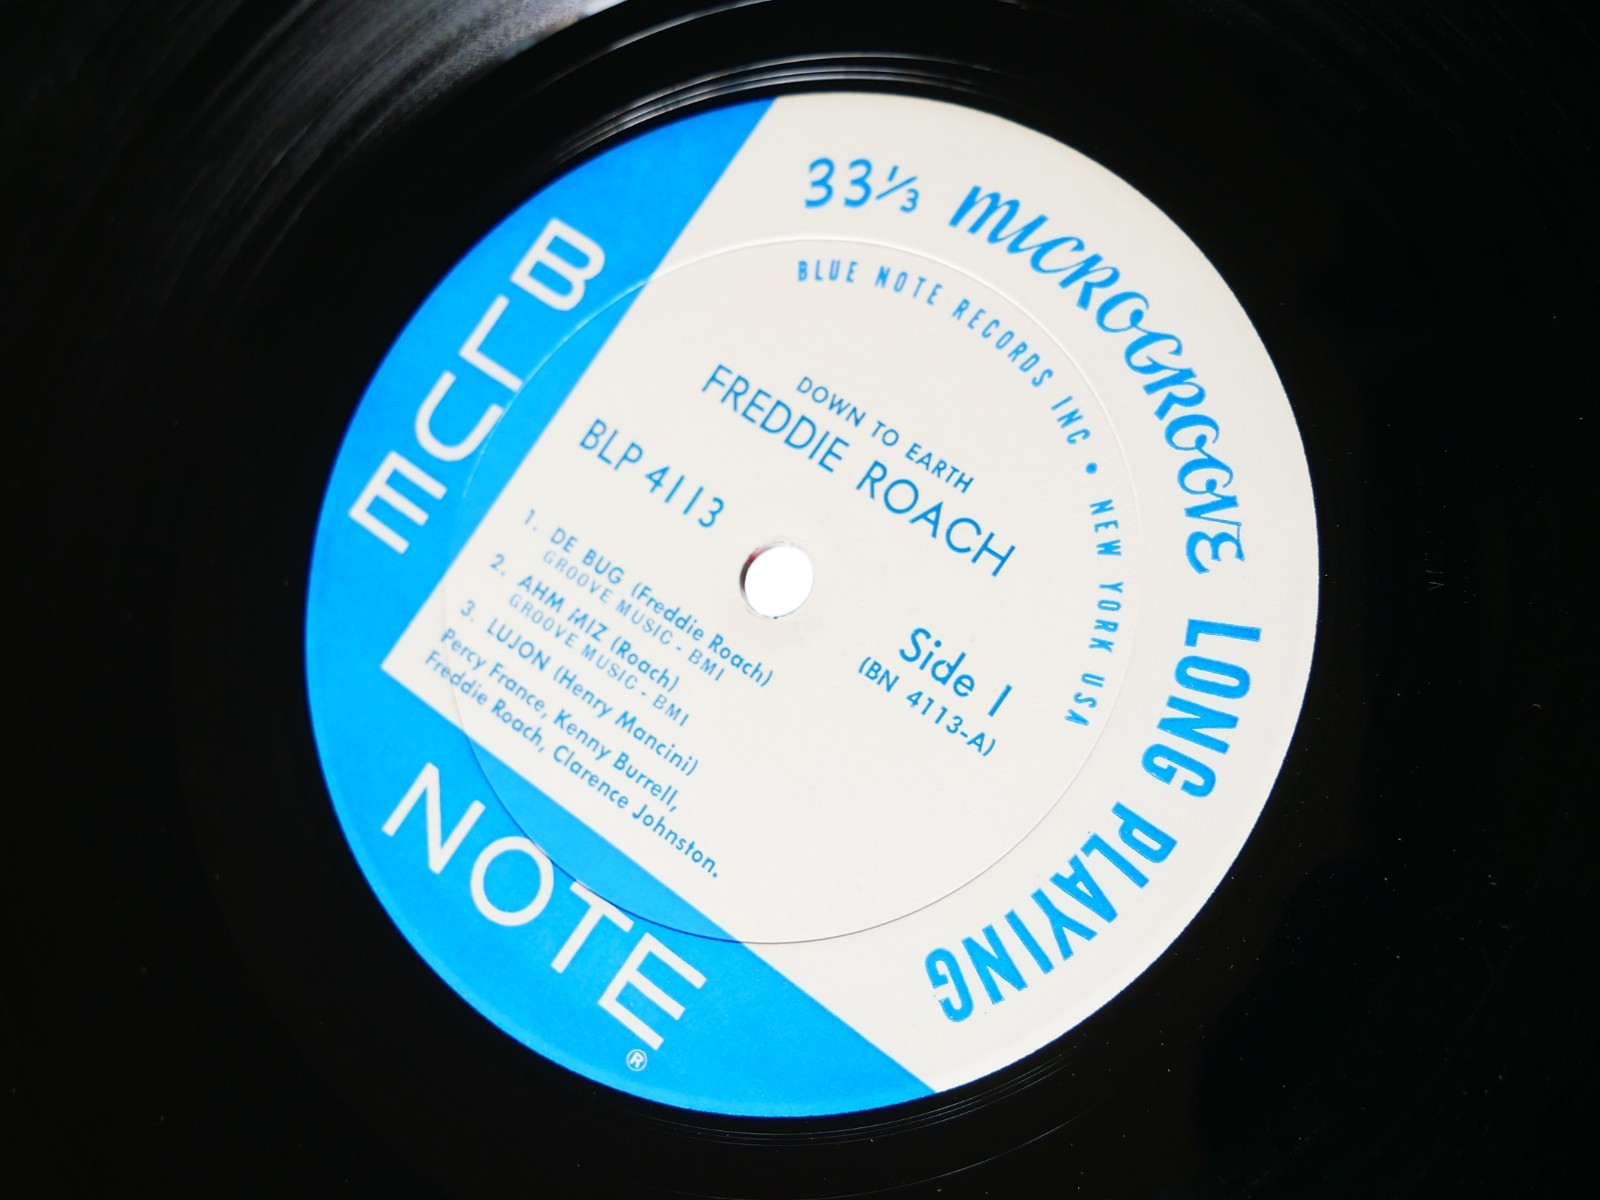 33⅓ MICROGROOVE LONG PLAYING
BLUE NOTE RECORDS INC • NEW YORK USA
BLUE
NOTE
®
DOWN TO EARTH
FREDDIE ROACH
BLP 4113
Side 1
(BN 4113-A)
1. DE BUG (Freddie Roach)
GROOVE MUSIC - BMI
2. AHM MIZ (Roach)
GROOVE MUSIC - BMI
3. LUJON (Henry Mancini)
Percy France, Kenny Burrell,
Freddie Roach, Clarence Johnston.